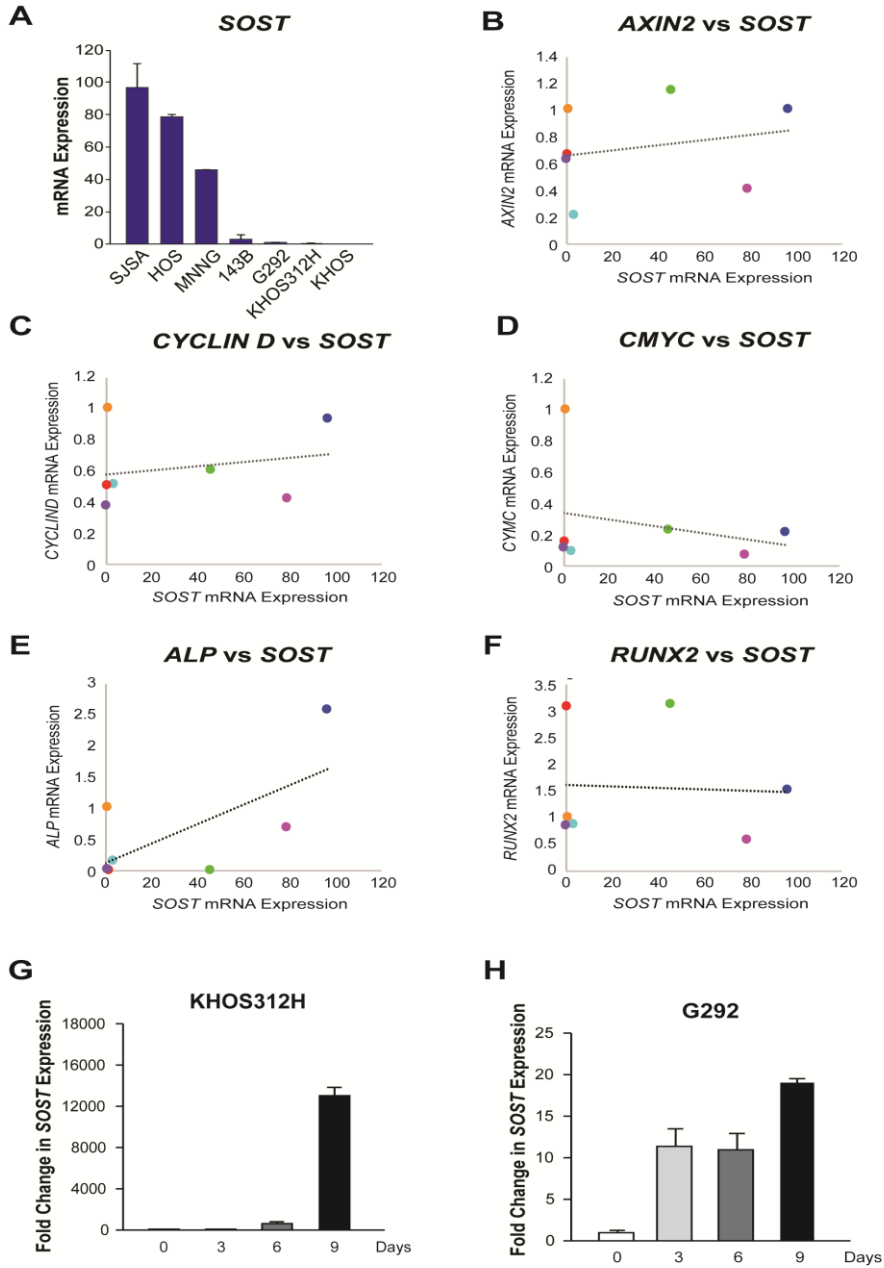 A
SOST
mRNA Expression
120
100
80
60
40
20
0
SJSA
HOS
MNNG
143B
G292
KHOS312H
KHOS
B
AXIN2 vs SOST
AXIN2 mRNA Expression
1.4
1.2
1
0.8
0.6
0.4
0.2
0
0 20 40 60 80 100 120
SOST mRNA Expression
C
CYCLIN D vs SOST
CYCLIND mRNA Expression
1.2
1
0.8
0.6
0.4
0.2
0
0 20 40 60 80 100 120
SOST mRNA Expression
D
CMYC vs SOST
CYMC mRNA Expression
1.2
1
0.8
0.6
0.4
0.2
0
0 20 40 60 80 100 120
SOST mRNA Expression
E
ALP vs SOST
ALP mRNA Expression
3
2.5
2
1.5
1
0.5
0
0 20 40 60 80 100 120
SOST mRNA Expression
F
RUNX2 vs SOST
RUNX2 mRNA Expression
3.5
3
2.5
2
1.5
1
0.5
0
0 20 40 60 80 100 120
SOST mRNA Expression
G
KHOS312H
Fold Change in SOST Expression
18000
13000
12000
8000
4000
0
0 3 6 9 Days
H
G292
Fold Change in SOST Expression
25
20
15
10
5
0
0 3 6 9 Days